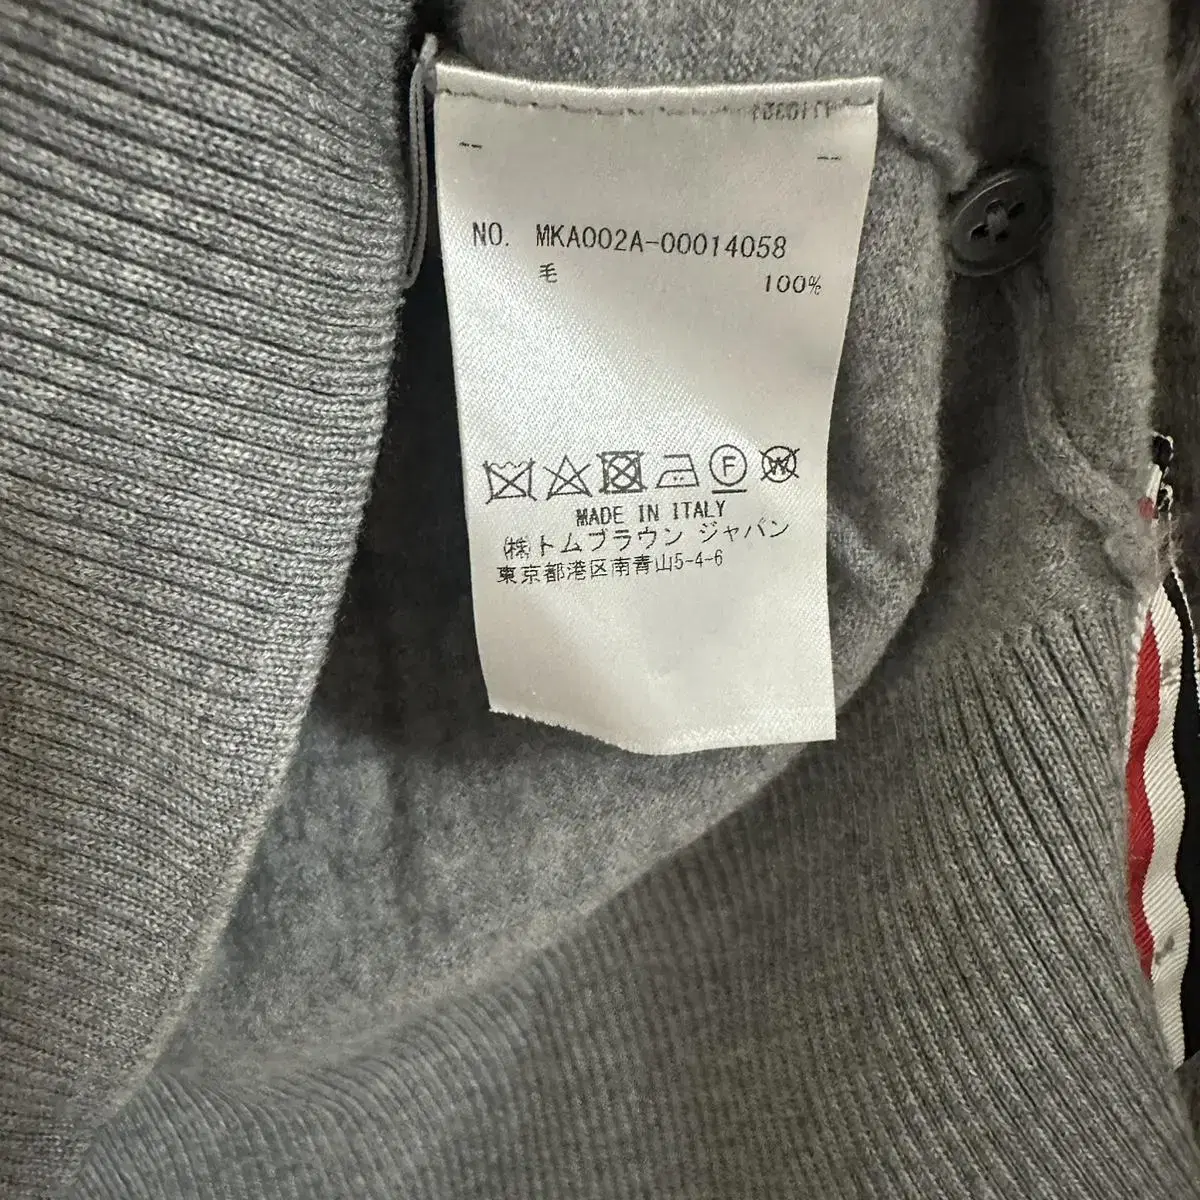 NO. MKA002A-00014058
毛 100%
F W
MADE IN ITALY
(株)トムブラウン ジャパン
東京都港区南青山5-4-6